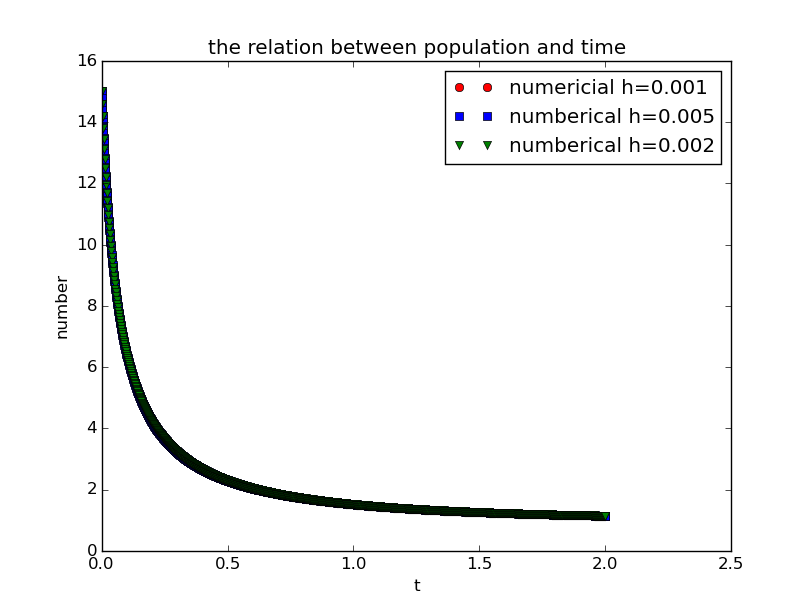 the relation between population and time
numericial h=0.001
numberical h=0.005
numberical h=0.002
16
14
12
10
8
6
4
2
0
number
0.0 0.5 1.0 1.5 2.0 2.5
t